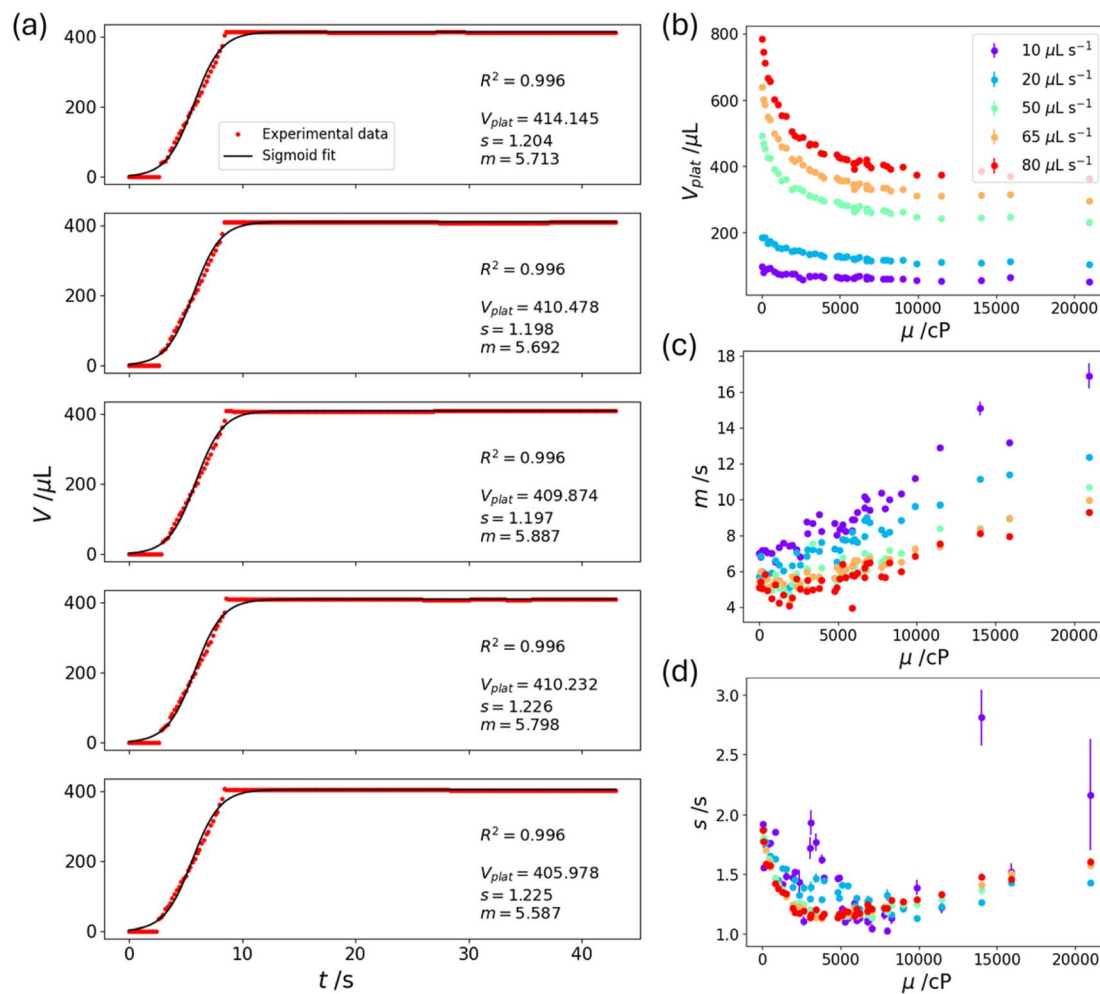 (a)
400
200
0
Experimental data
Sigmoid fit
R² = 0.996
V_plat = 414.145
s = 1.204
m = 5.713
400
200
0
R² = 0.996
V_plat = 410.478
s = 1.198
m = 5.692
400
200
0
R² = 0.996
V_plat = 409.874
s = 1.197
m = 5.887
400
200
0
R² = 0.996
V_plat = 410.232
s = 1.226
m = 5.798
400
200
0
R² = 0.996
V_plat = 405.978
s = 1.225
m = 5.587
0 10 20 30 40
t /s
V /μL
(b)
800
600
400
200
V_plat /μL
10 μL s⁻¹
20 μL s⁻¹
50 μL s⁻¹
65 μL s⁻¹
80 μL s⁻¹
0 5000 10000 15000 20000
μ /cP
(c)
18
16
14
12
10
8
6
4
m /s
0 5000 10000 15000 20000
μ /cP
(d)
3.0
2.5
2.0
1.5
1.0
s /s
0 5000 10000 15000 20000
μ /cP